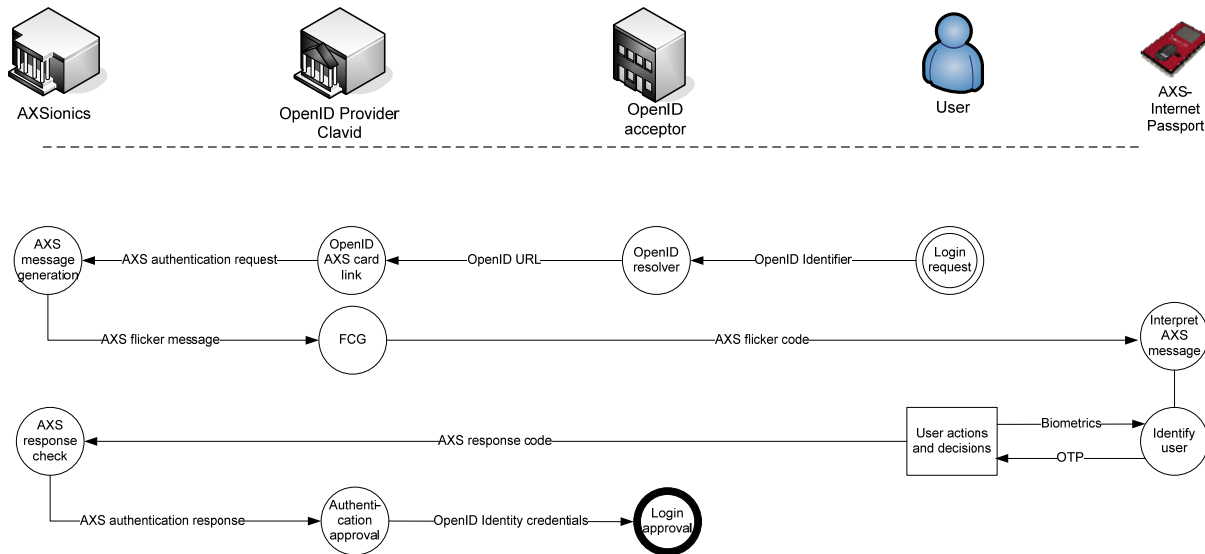 AXSionics
OpenID Provider
Clavid
OpenID
acceptor
User
AXS-
Internet
Passport
AXS
message
generation
AXS authentication request
OpenID
AXS card
link
OpenID URL
OpenID
resolver
OpenID Identifier
Login
request
AXS flicker message
FCG
AXS flicker code
Interpret
AXS
message
AXS
response
check
AXS response code
User actions
and decisions
Biometrics
OTP
Identify
user
AXS authentication response
Authenti-
cation
approval
OpenID Identity credentials
Login
approval